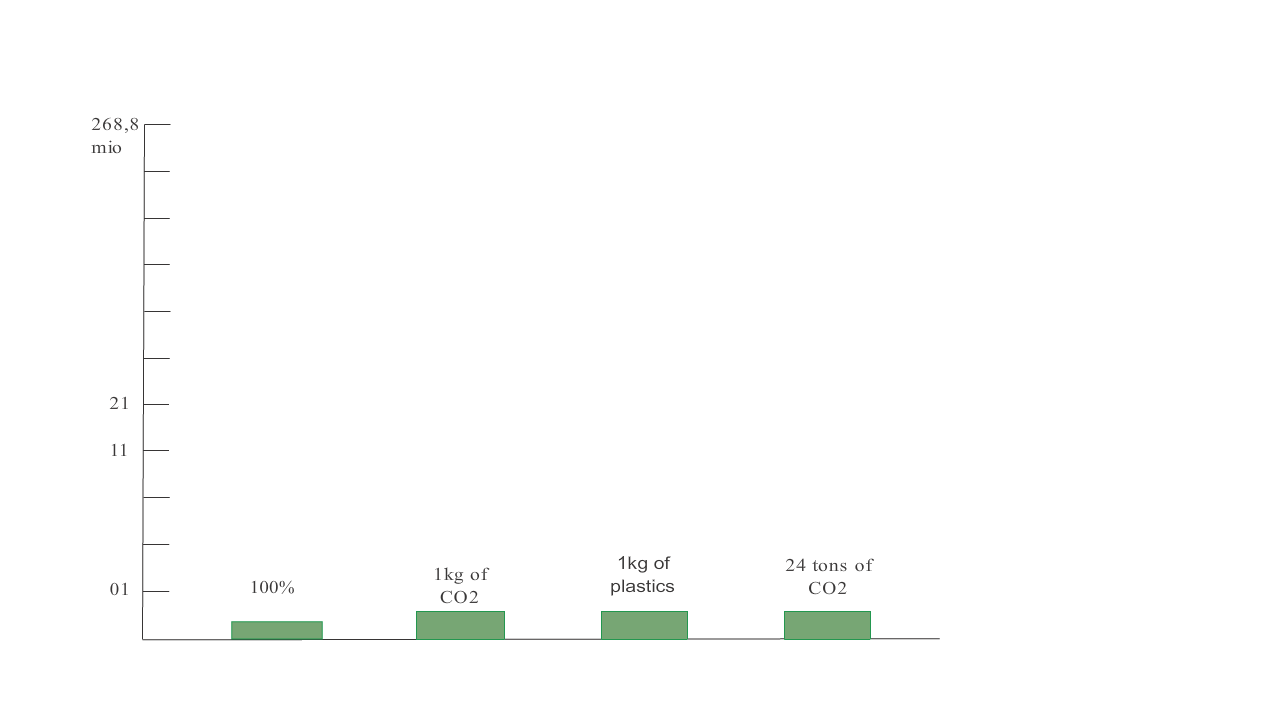 268,8
mio
21
11
01
100%
1kg of
CO2
1kg of
plastics
24 tons of
CO2